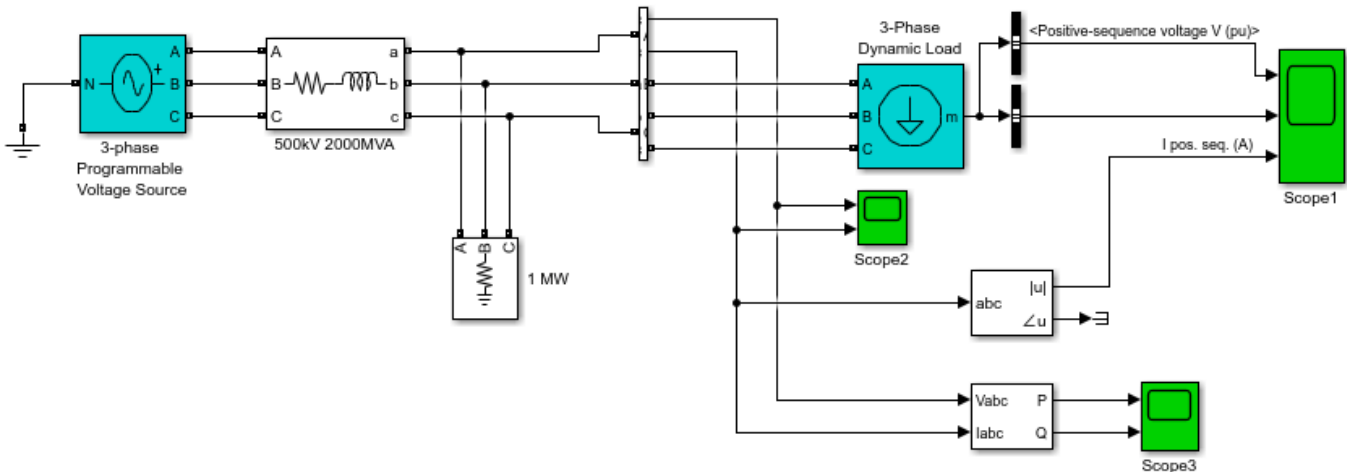 3-Phase
Dynamic Load
<Positive-sequence voltage V (pu)>
A
B
C
N
+
A
B
C
a
b
c
A
B
C
m
3-phase
Programmable
Voltage Source
500kV 2000MVA
I pos. seq. (A)
Scope1
A B C
1 MW
Scope2
abc
|u|
∠u
Vabc
Iabc
P
Q
Scope3